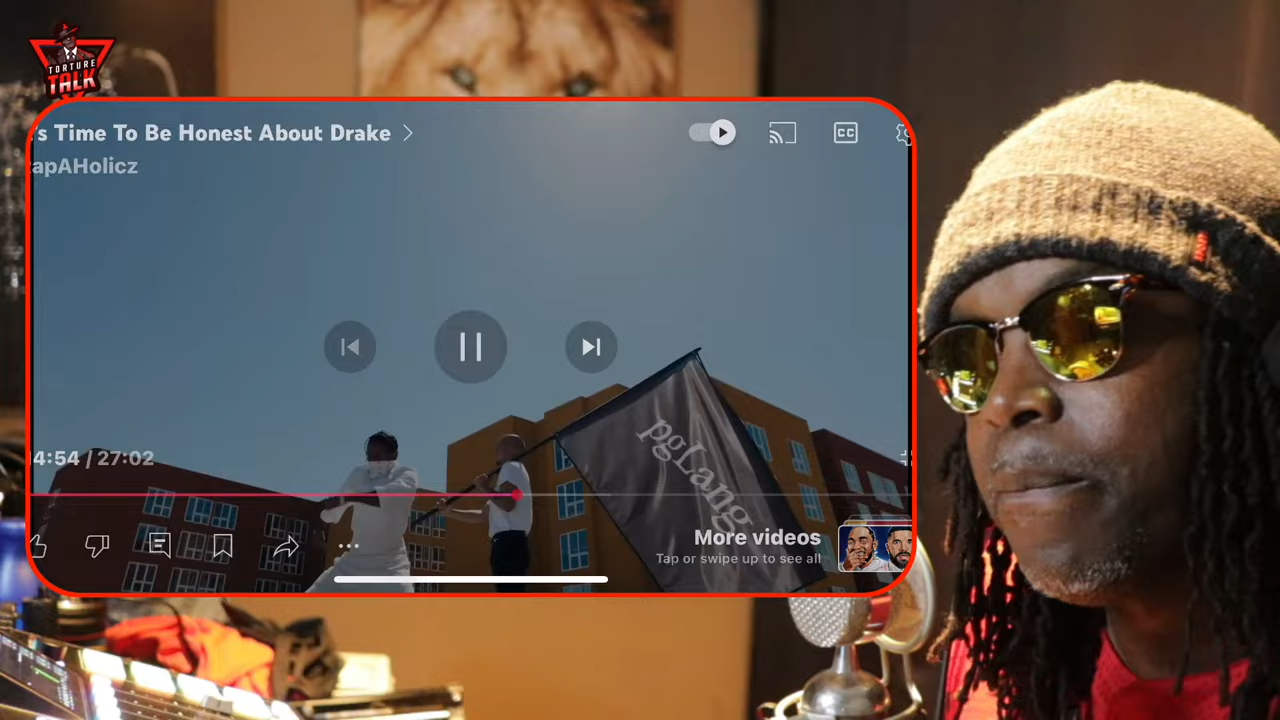 TORTURE
TALK
's Time To Be Honest About Drake
apAHolicz
CC
pgLang
4:54 / 27:02
More videos
Tap or swipe up to see all